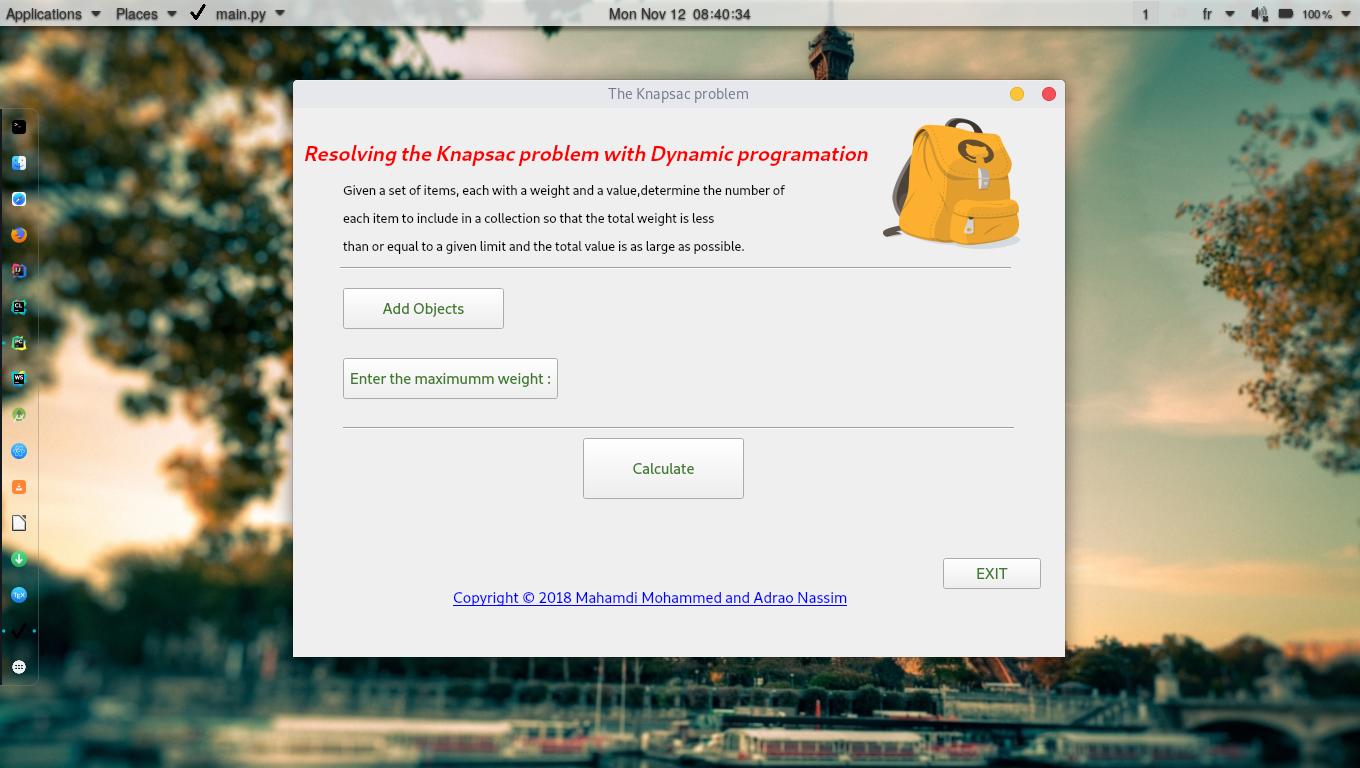 Applications Places main.py Mon Nov 12 08:40:34 1 fr 100 %
The Knapsac problem
Resolving the Knapsac problem with Dynamic programation
Given a set of items, each with a weight and a value,determine the number of
each item to include in a collection so that the total weight is less
than or equal to a given limit and the total value is as large as possible.
Add Objects
Enter the maximumm weight :
Calculate
EXIT
Copyright © 2018 Mahamdi Mohammed and Adrao Nassim